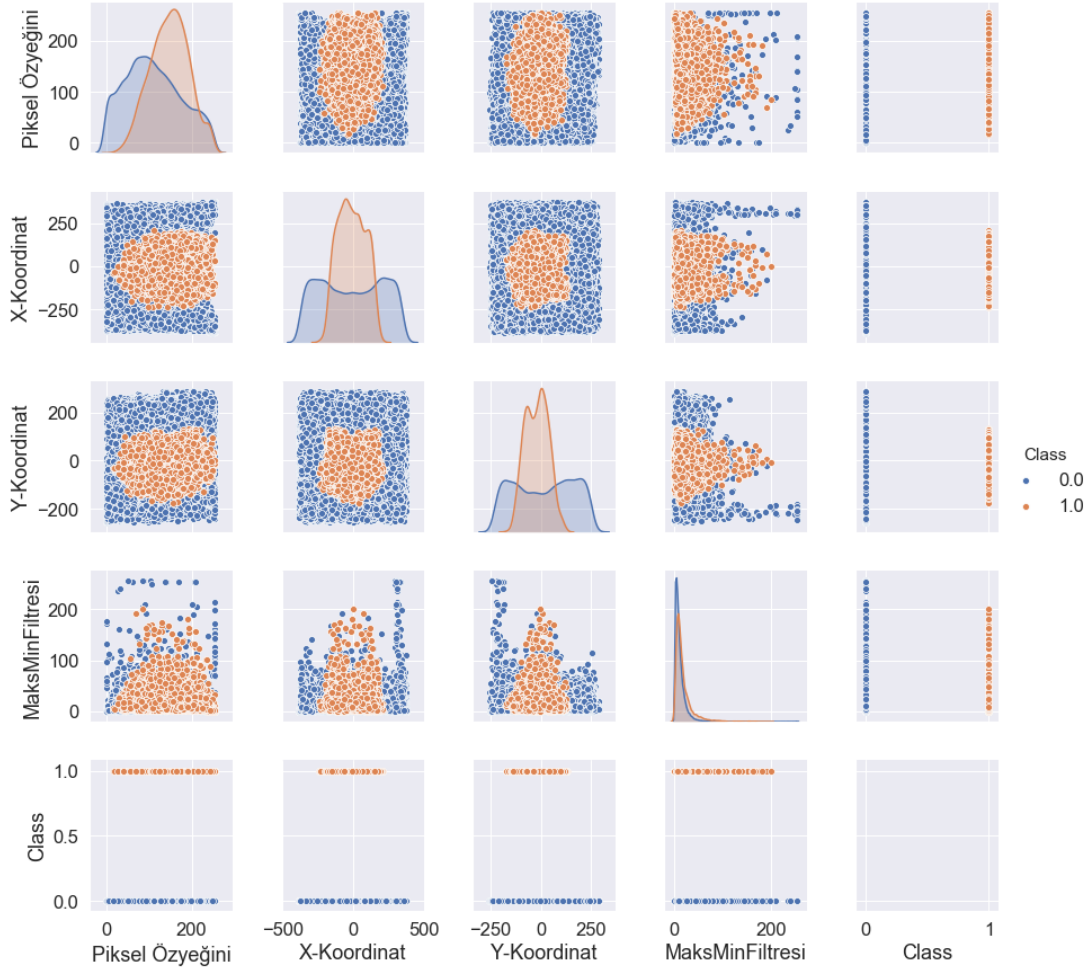 Piksel Özyeğini
200
100
0
X-Koordinat
250
0
−250
Y-Koordinat
200
0
−200
Class
0.0
1.0
MaksMinFiltresi
200
100
0
Class
1.0
0.5
0.0
0 200
−500 0 500
−250 0 250
0 200
0 1
Piksel Özyeğini
X-Koordinat
Y-Koordinat
MaksMinFiltresi
Class